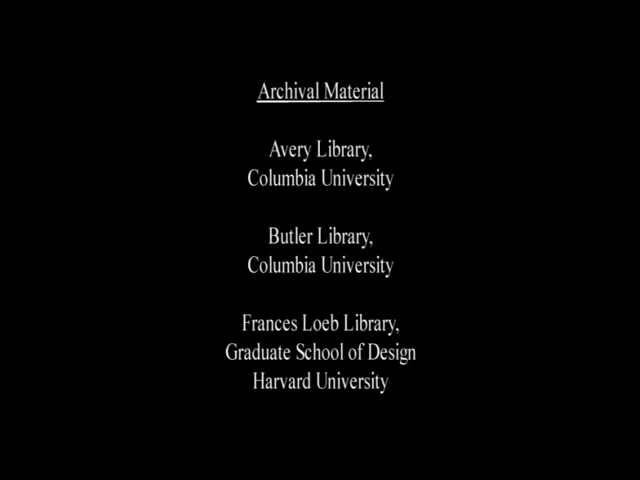 Archival Material
Avery Library,
Columbia University
Butler Library,
Columbia University
Frances Loeb Library,
Graduate School of Design
Harvard University